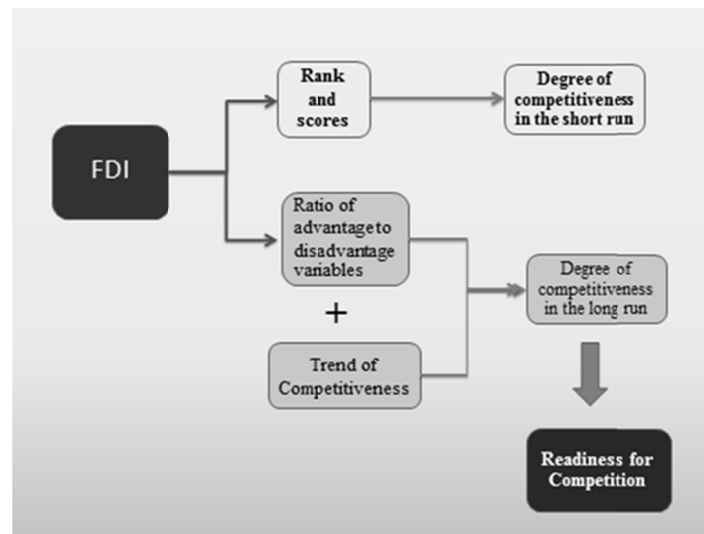 FDI
Rank
and
scores
Degree of
competitiveness
in the short run
Ratio of
advantage to
disadvantage
variables
+
Trend of
Competitiveness
Degree of
competitiveness
in the long run
Readiness for
Competition